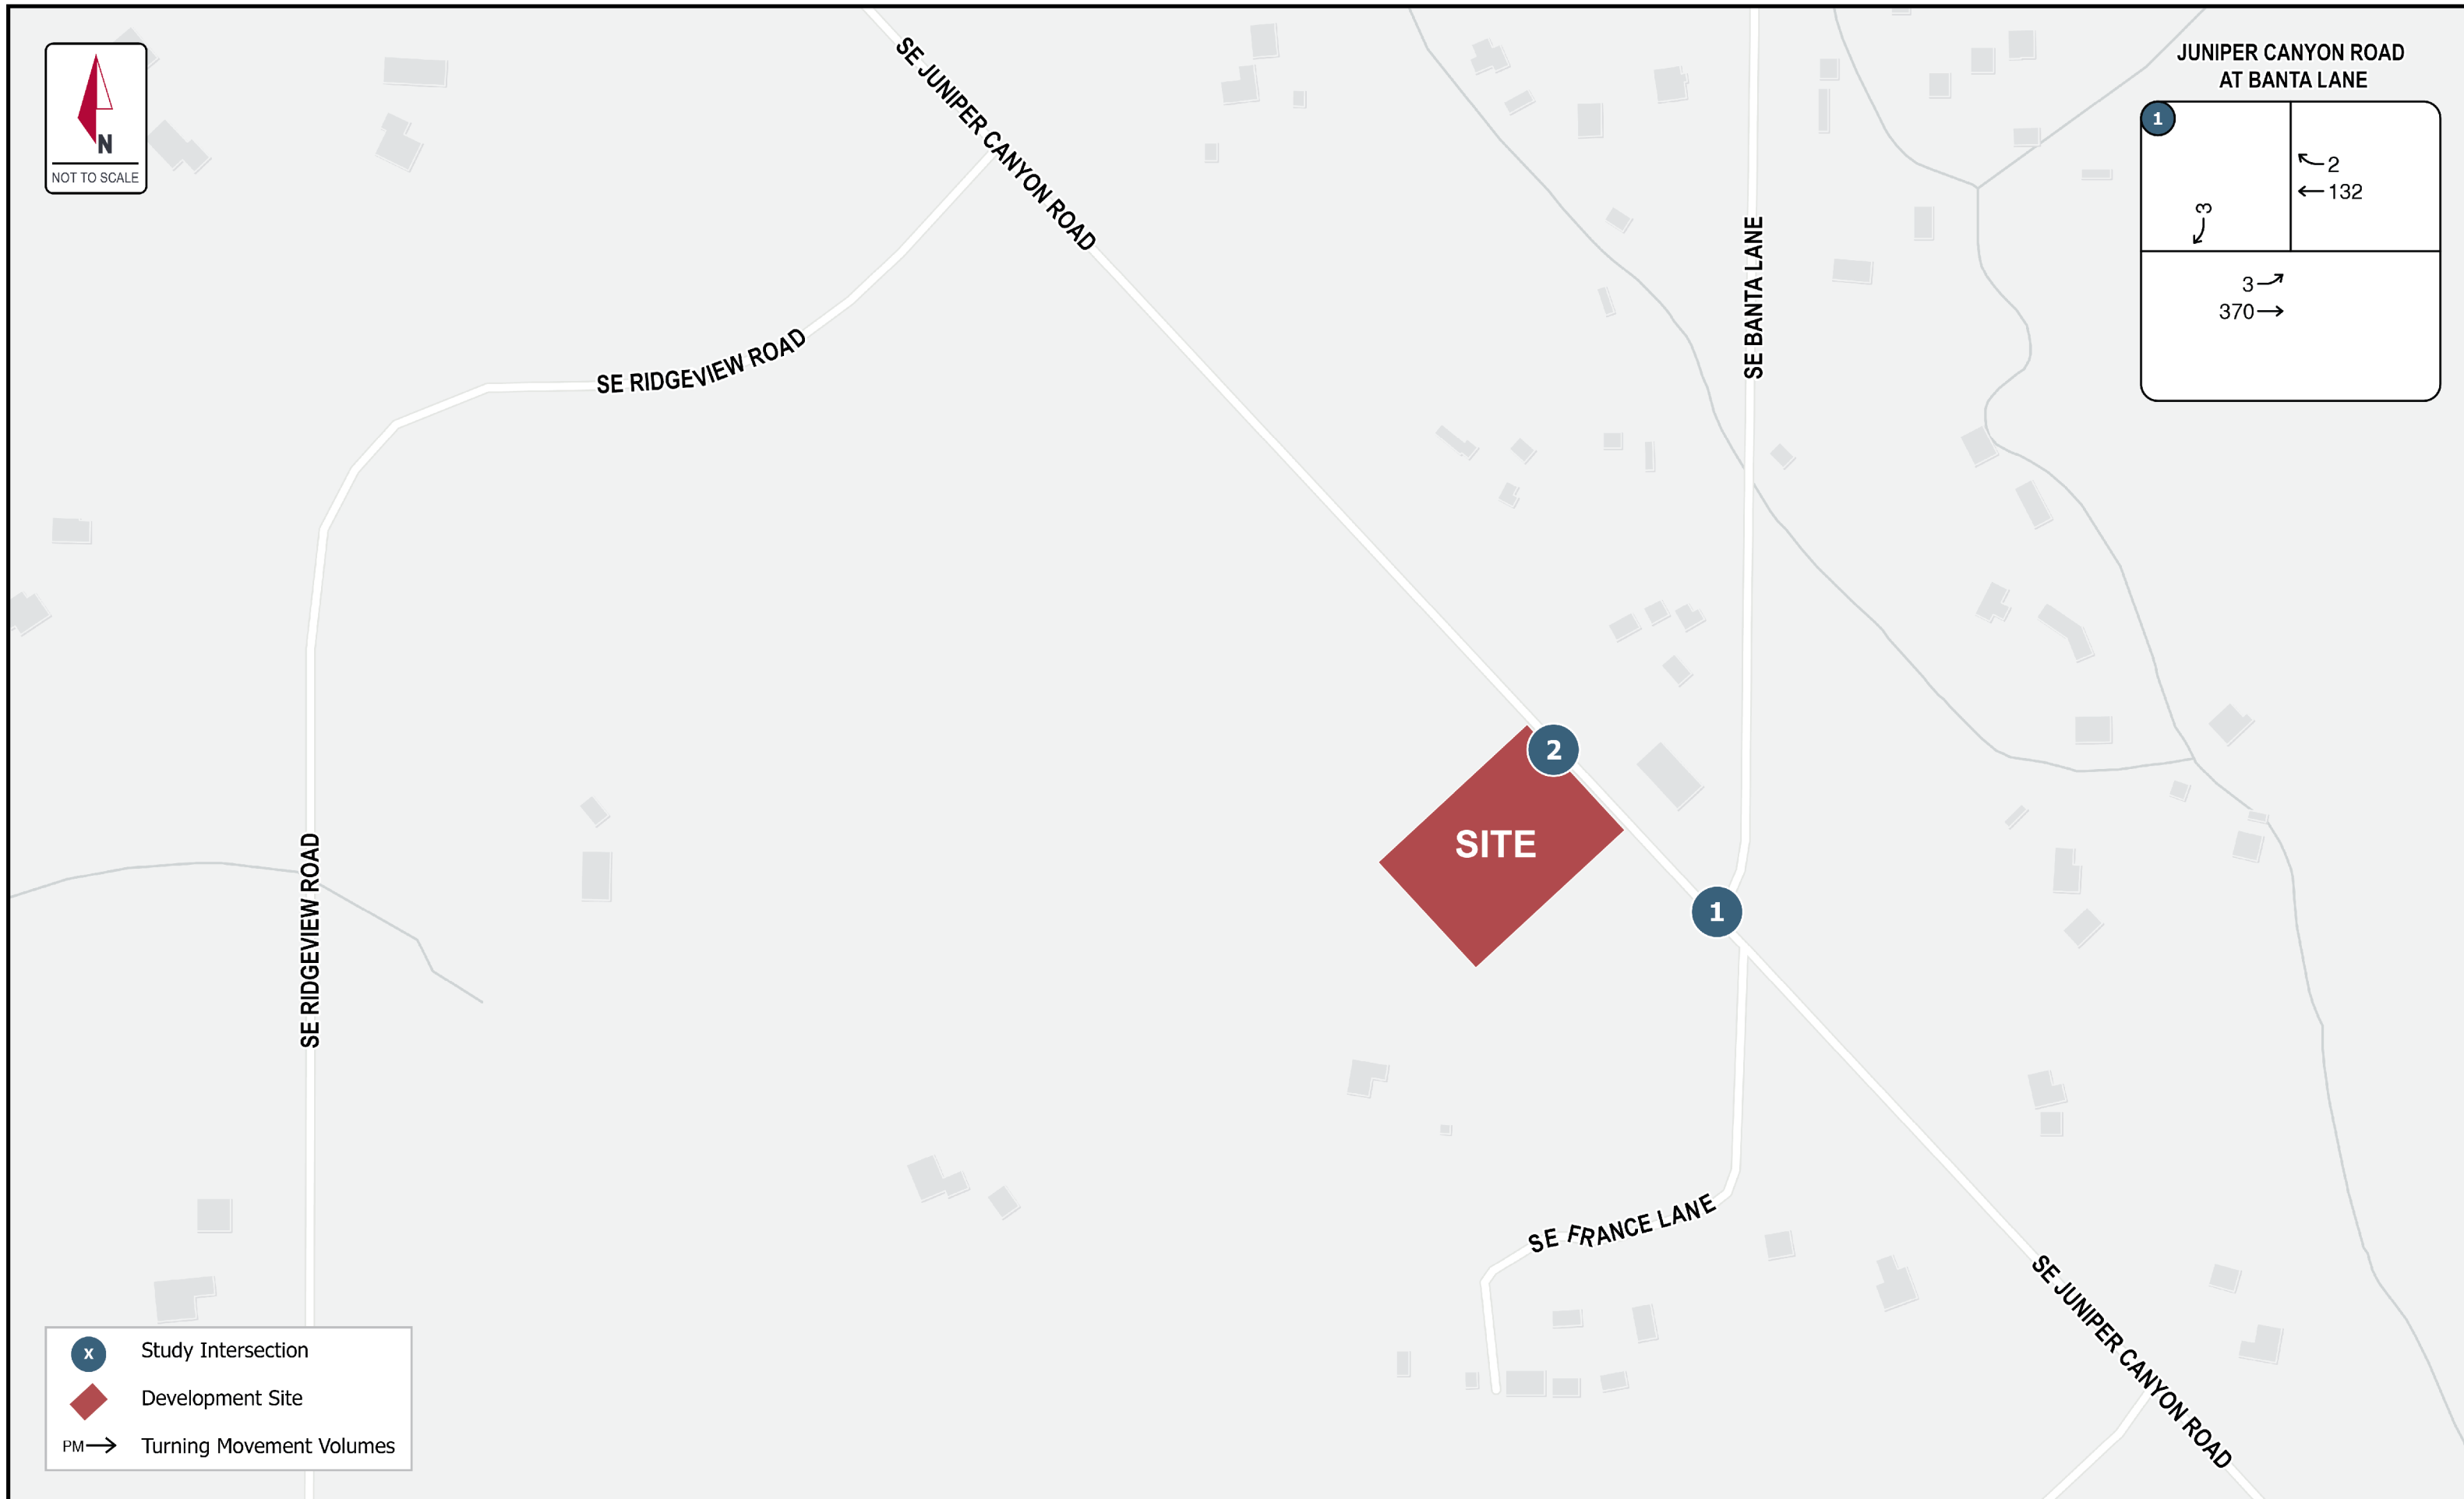 N
NOT TO SCALE
SE JUNIPER CANYON ROAD
SE BANTA LANE
JUNIPER CANYON ROAD
AT BANTA LANE
1
2
132
3
3
370
SE RIDGEVIEW ROAD
2
SITE
1
SE RIDGEVIEW ROAD
SE FRANCE LANE
SE JUNIPER CANYON ROAD
X Study Intersection
Development Site
PM Turning Movement Volumes